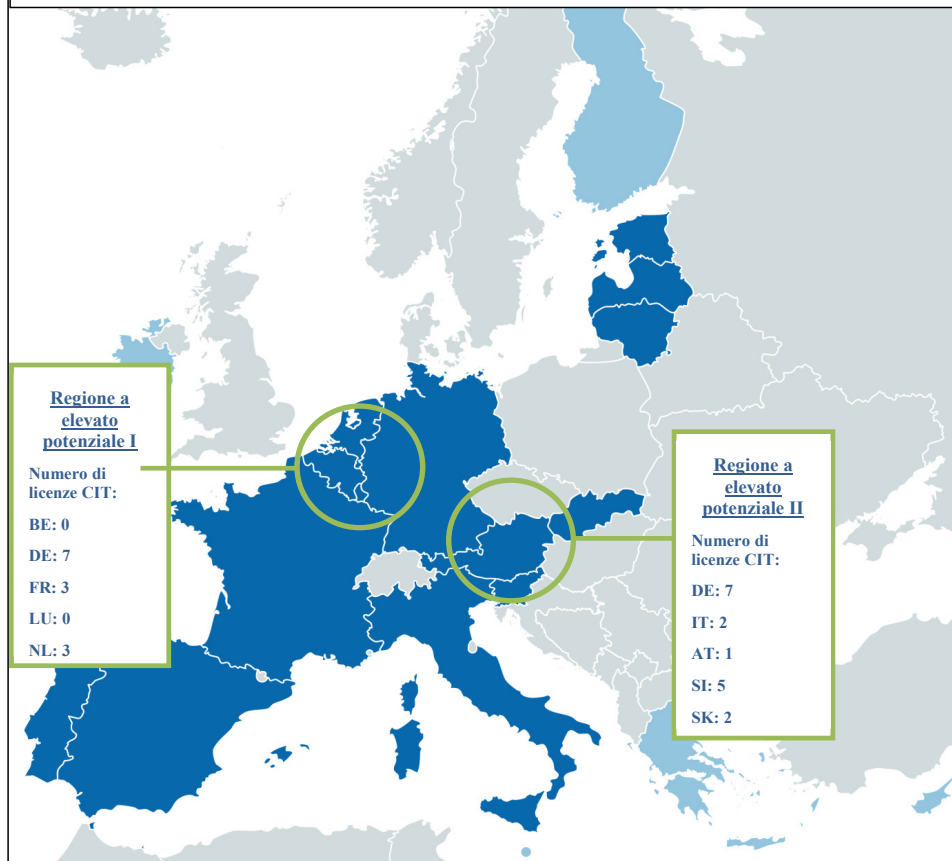 Regione a
elevato
potenziale I
Numero di
licenze CIT:
BE: 0
DE: 7
FR: 3
LU: 0
NL: 3
Regione a
elevato
potenziale II
Numero di
licenze CIT:
DE: 7
IT: 2
AT: 1
SI: 5
SK: 2